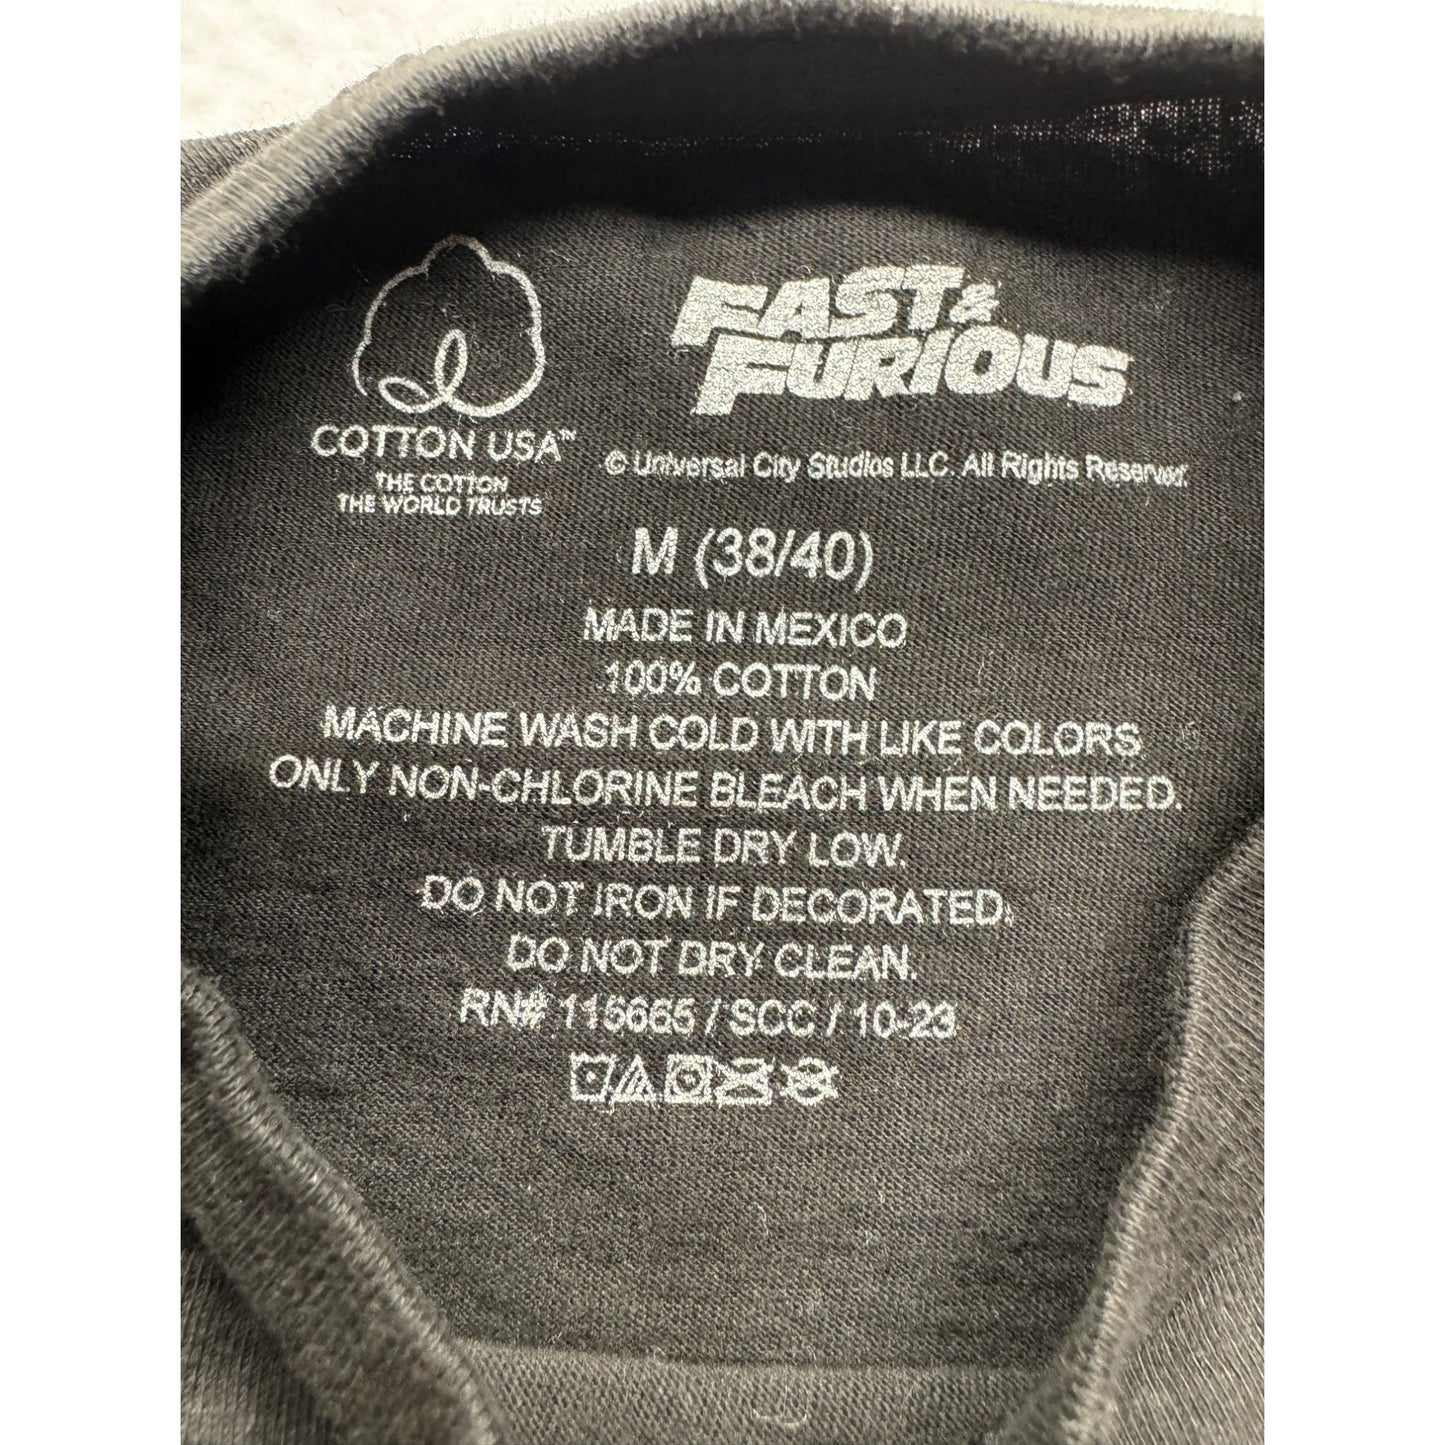 COTTON USA™
THE COTTON
THE WORLD TRUSTS
FAST &
FURIOUS
© Universal City Studios LLC. All Rights Reserved.
M (38/40)
MADE IN MEXICO
100% COTTON
MACHINE WASH COLD WITH LIKE COLORS
ONLY NON-CHLORINE BLEACH WHEN NEEDED.
TUMBLE DRY LOW.
DO NOT IRON IF DECORATED.
DO NOT DRY CLEAN.
RN# 115665 / SCC / 10-23